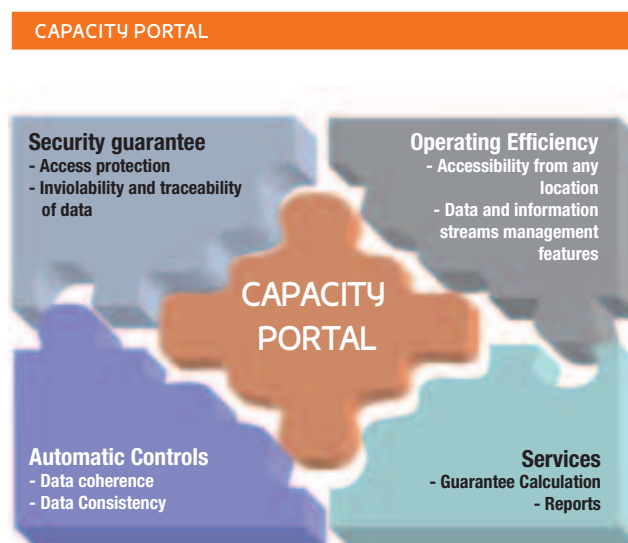 CAPACITY PORTAL
Security guarantee
- Access protection
- Inviolability and traceability
of data
Operating Efficiency
- Accessibility from any
location
- Data and information
streams management
features
CAPACITY
PORTAL
Automatic Controls
- Data coherence
- Data Consistency
Services
- Guarantee Calculation
- Reports